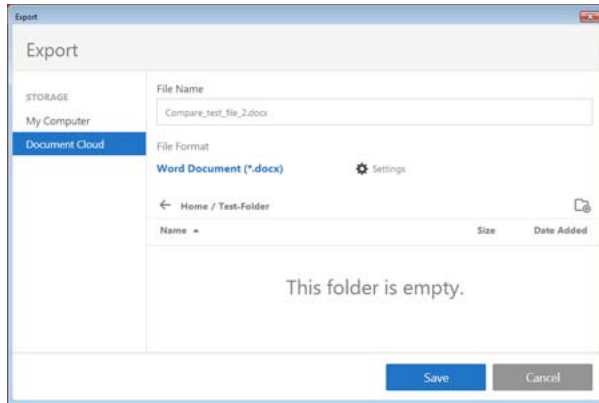 Export
Export
STORAGE
My Computer
Document Cloud
File Name
Compare_test_file_2.docx
File Format
Word Document (*.docx)
Settings
Home / Test-Folder
Name
Size
Date Added
This folder is empty.
Save
Cancel